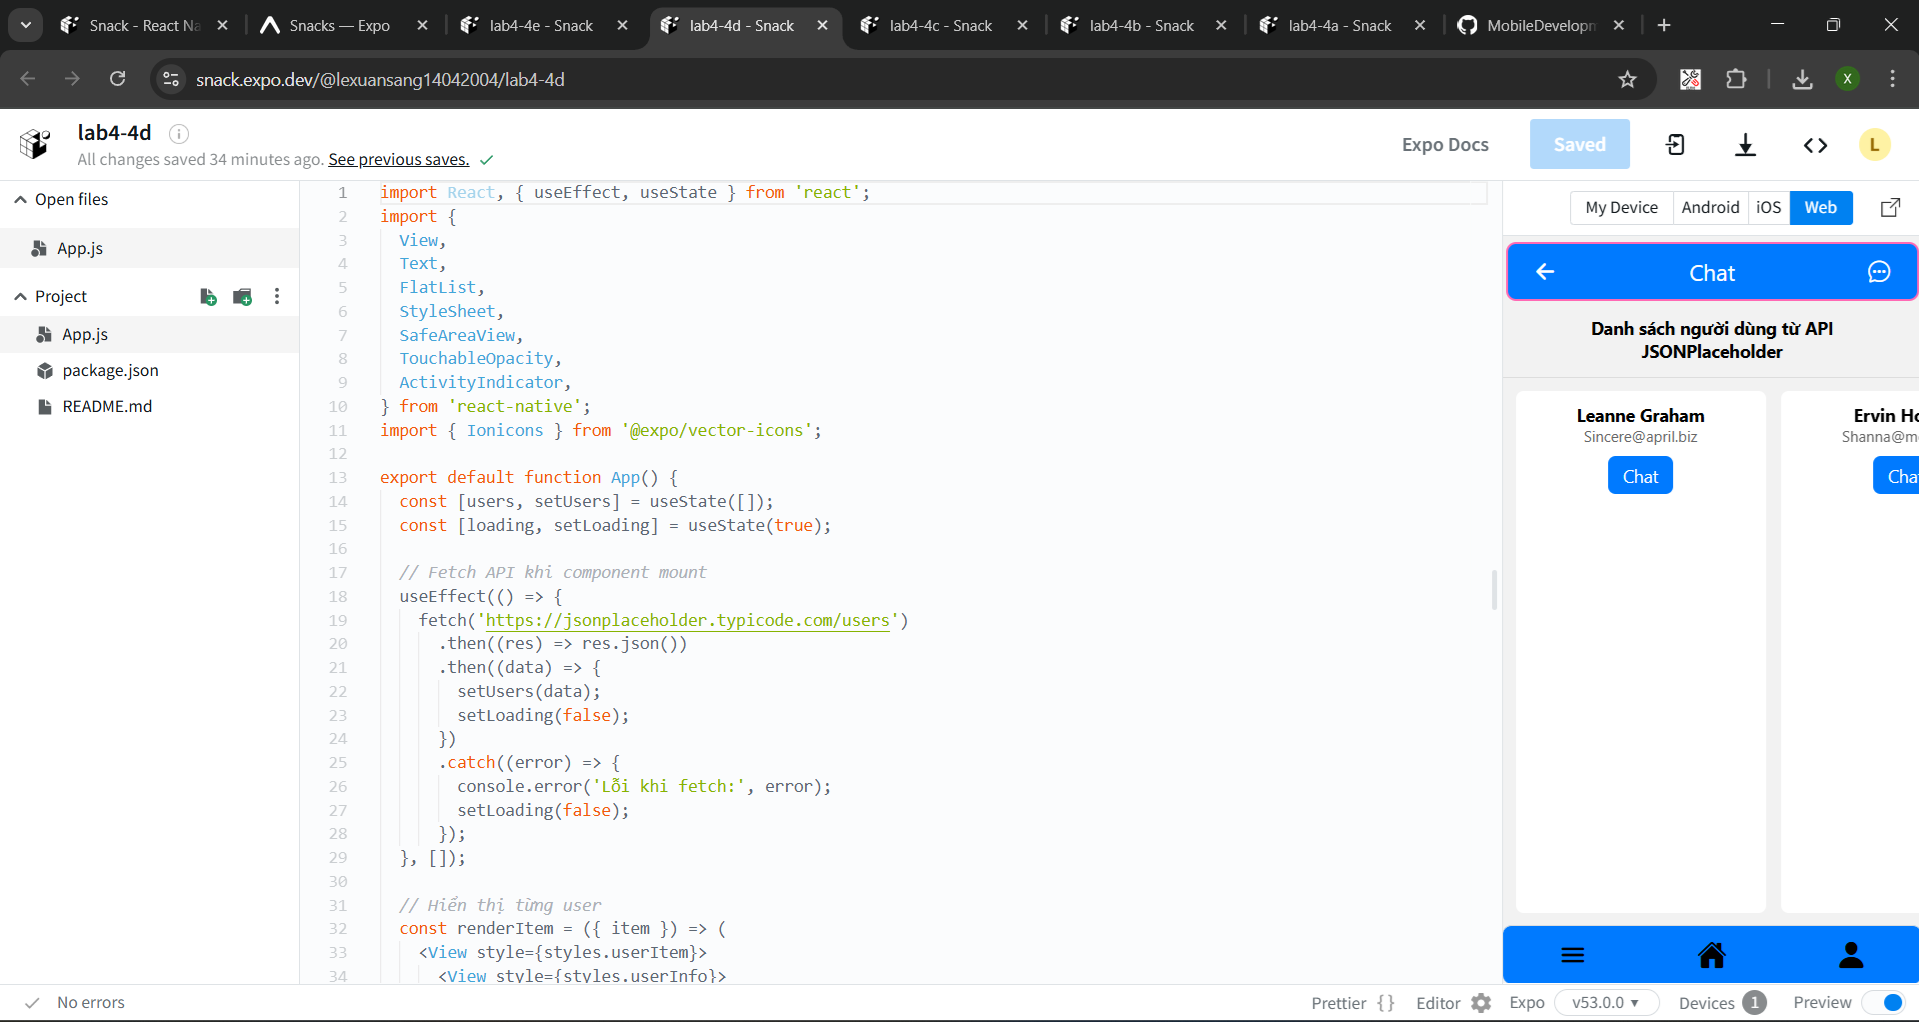 Snack - React Na
Snacks — Expo
lab4-4e - Snack
lab4-4d - Snack
lab4-4c - Snack
lab4-4b - Snack
lab4-4a - Snack
MobileDevelopm
snack.expo.dev/@lexuansang14042004/lab4-4d
X
lab4-4d
All changes saved 34 minutes ago. See previous saves.
Expo Docs
Saved
L
Open files
App.js
Project
App.js
package.json
README.md
1 import React, { useEffect, useState } from 'react';
2 import {
3 View,
4 Text,
5 FlatList,
6 StyleSheet,
7 SafeAreaView,
8 TouchableOpacity,
9 ActivityIndicator,
10 } from 'react-native';
11 import { Ionicons } from '@expo/vector-icons';
12
13 export default function App() {
14 const [users, setUsers] = useState([]);
15 const [loading, setLoading] = useState(true);
16
17 // Fetch API khi component mount
18 useEffect(() => {
19 fetch('https://jsonplaceholder.typicode.com/users')
20 .then((res) => res.json())
21 .then((data) => {
22 setUsers(data);
23 setLoading(false);
24 })
25 .catch((error) => {
26 console.error('Lỗi khi fetch:', error);
27 setLoading(false);
28 });
29 }, []);
30
31 // Hiển thị từng user
32 const renderItem = ({ item }) => (
33 <View style={styles.userItem}>
34 <View style={styles.userInfo}>
My Device
Android
iOS
Web
Chat
Danh sách người dùng từ API
JSONPlaceholder
Leanne Graham
Sincere@april.biz
Chat
Ervin Ho
Shanna@m
Cha
No errors
Prettier {}
Editor
Expo
v53.0.0
Devices 1
Preview